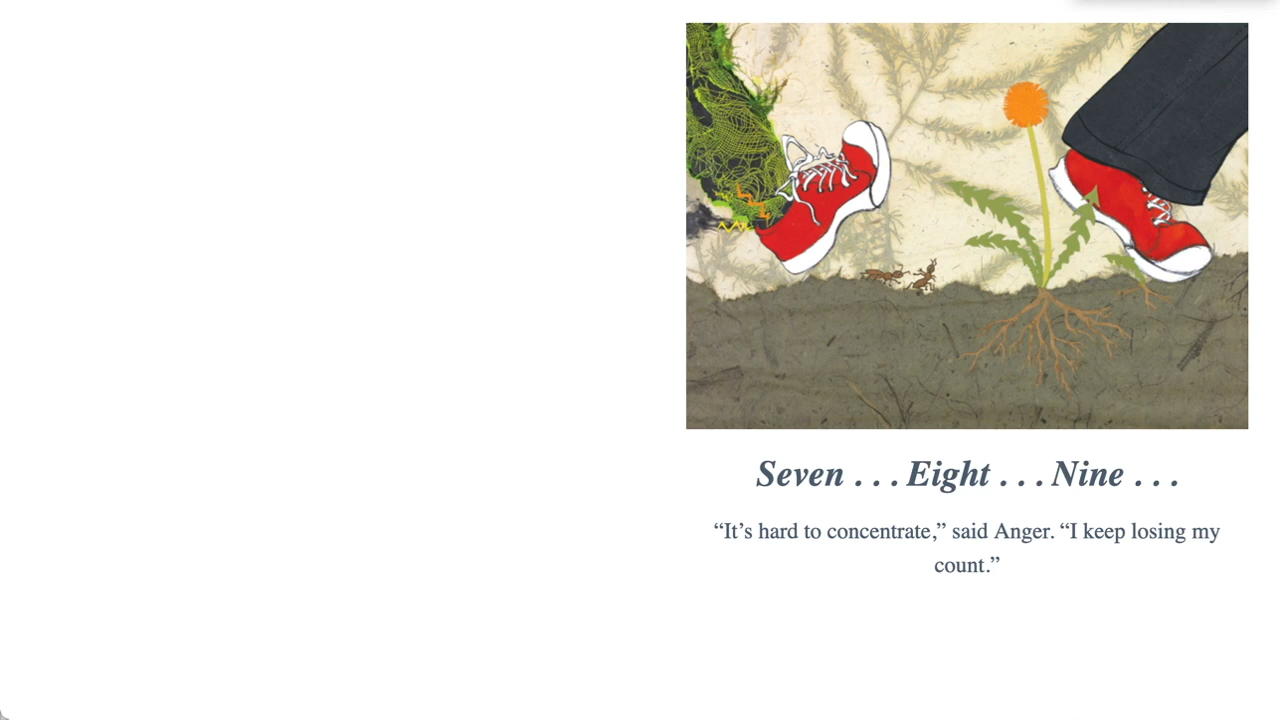 Seven . . . Eight . . . Nine . . .
“It’s hard to concentrate,” said Anger. “I keep losing my
count.”